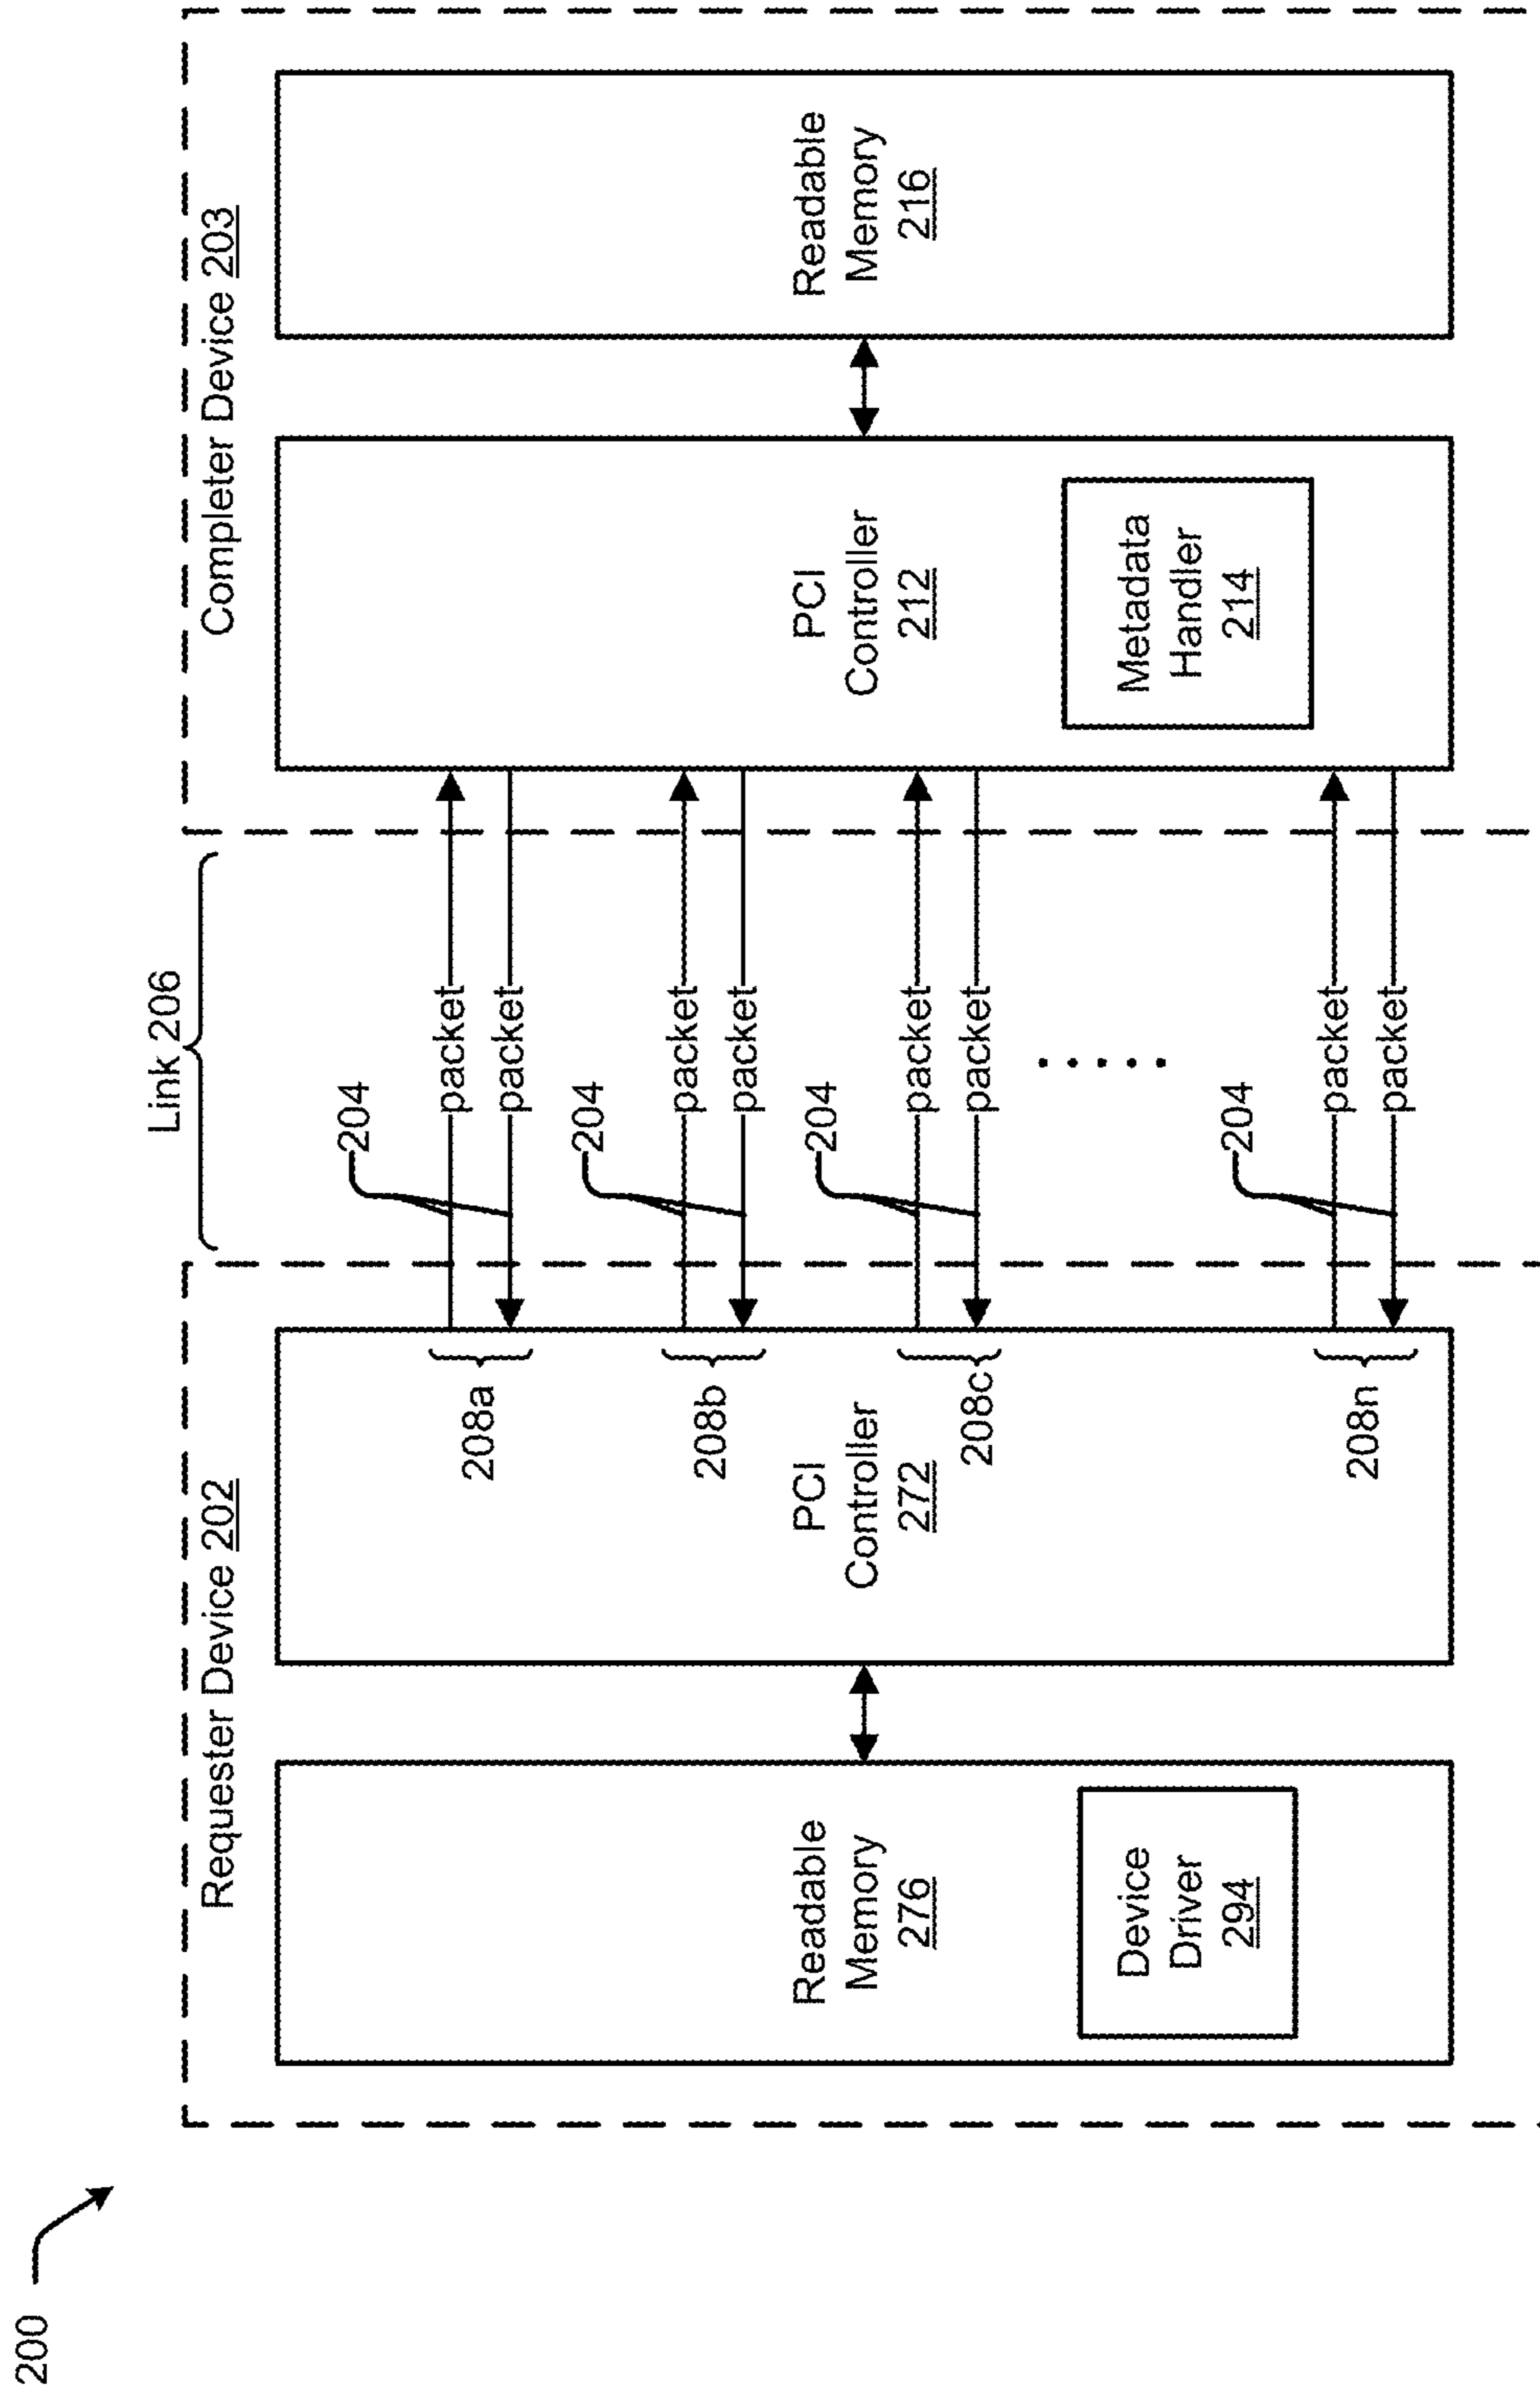 200
Requester Device 202
Readable
Memory
276
Device
Driver
294
PCI
Controller
272
208a
208b
208c
208n
Link 206
204
packet
packet
204
packet
packet
204
packet
packet
.....
204
packet
packet
Completer Device 203
PCI
Controller
212
Metadata
Handler
214
Readable
Memory
216